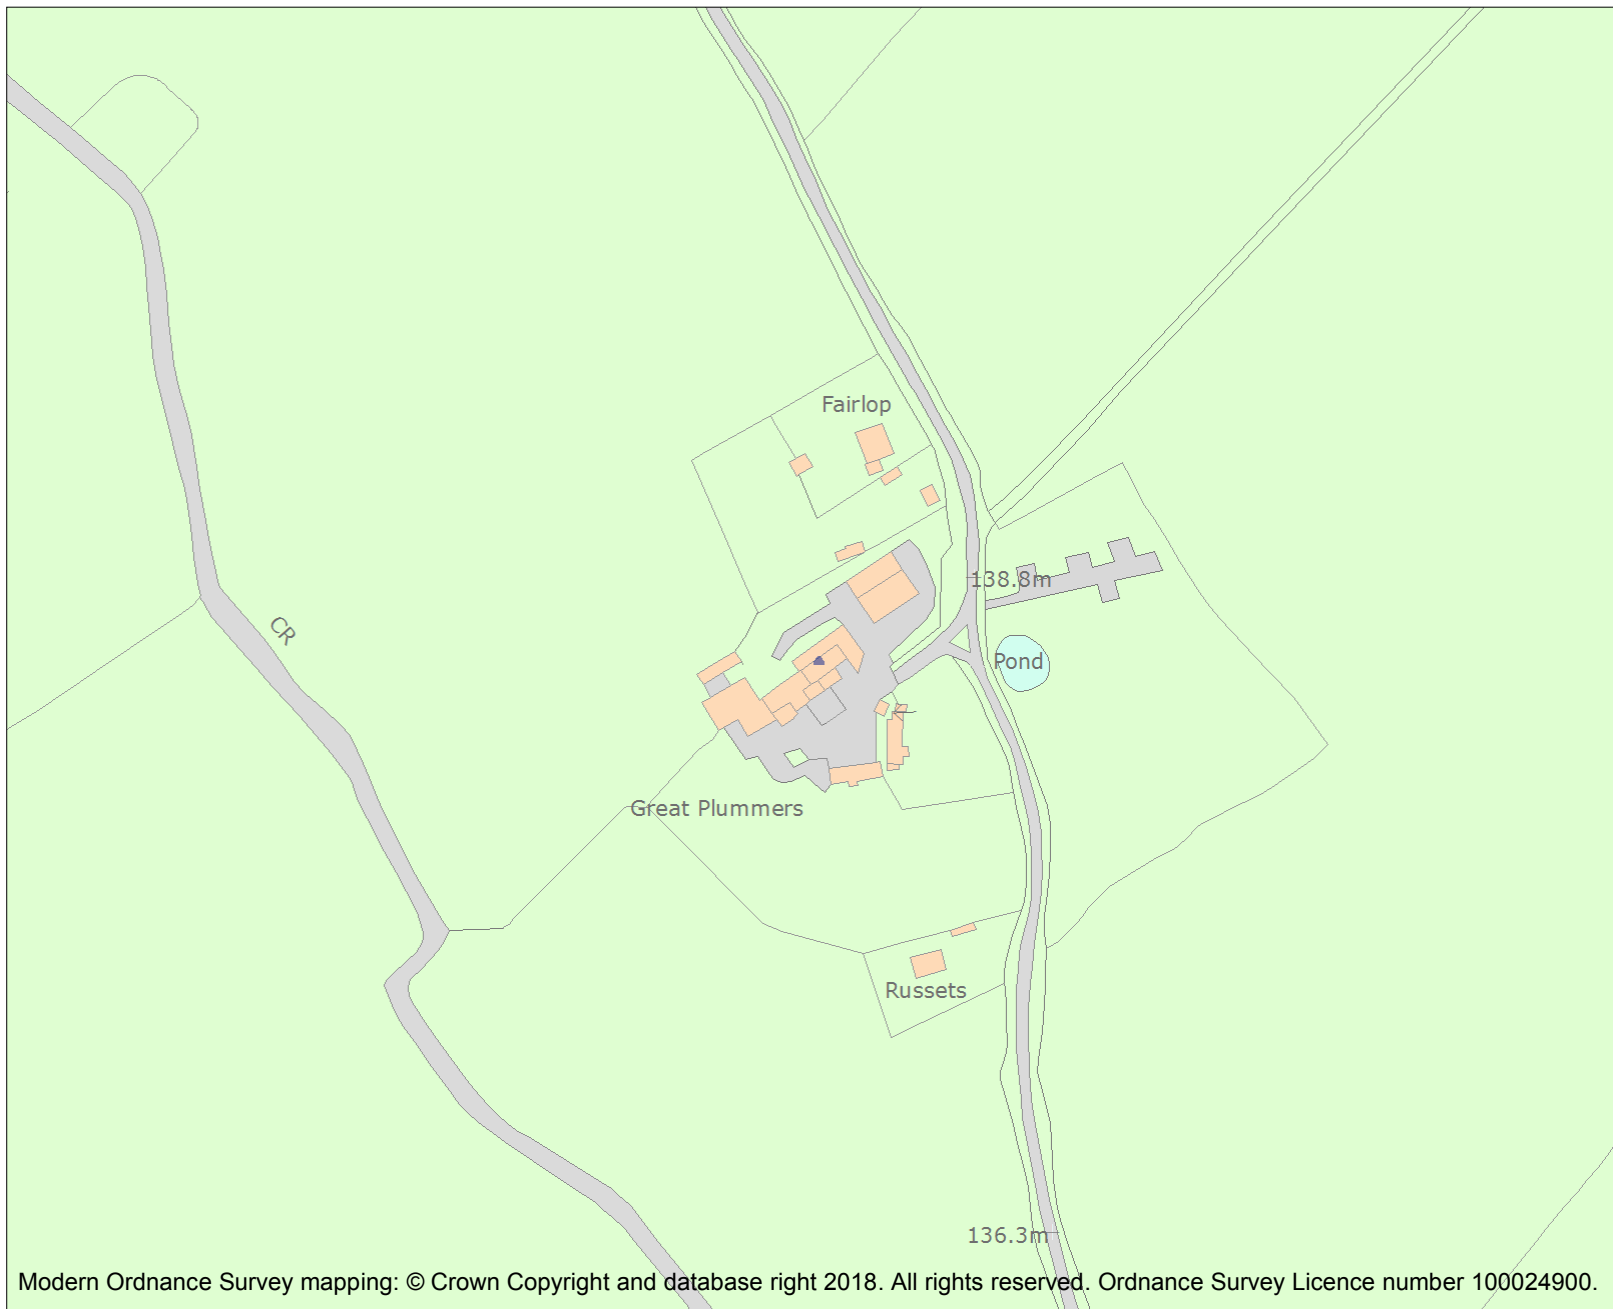 Fairlop
138.8m
CR
Pond
Great Plummers
Russets
136.3m
Modern Ordnance Survey mapping: © Crown Copyright and database right 2018. All rights reserved. Ordnance Survey Licence number 100024900.